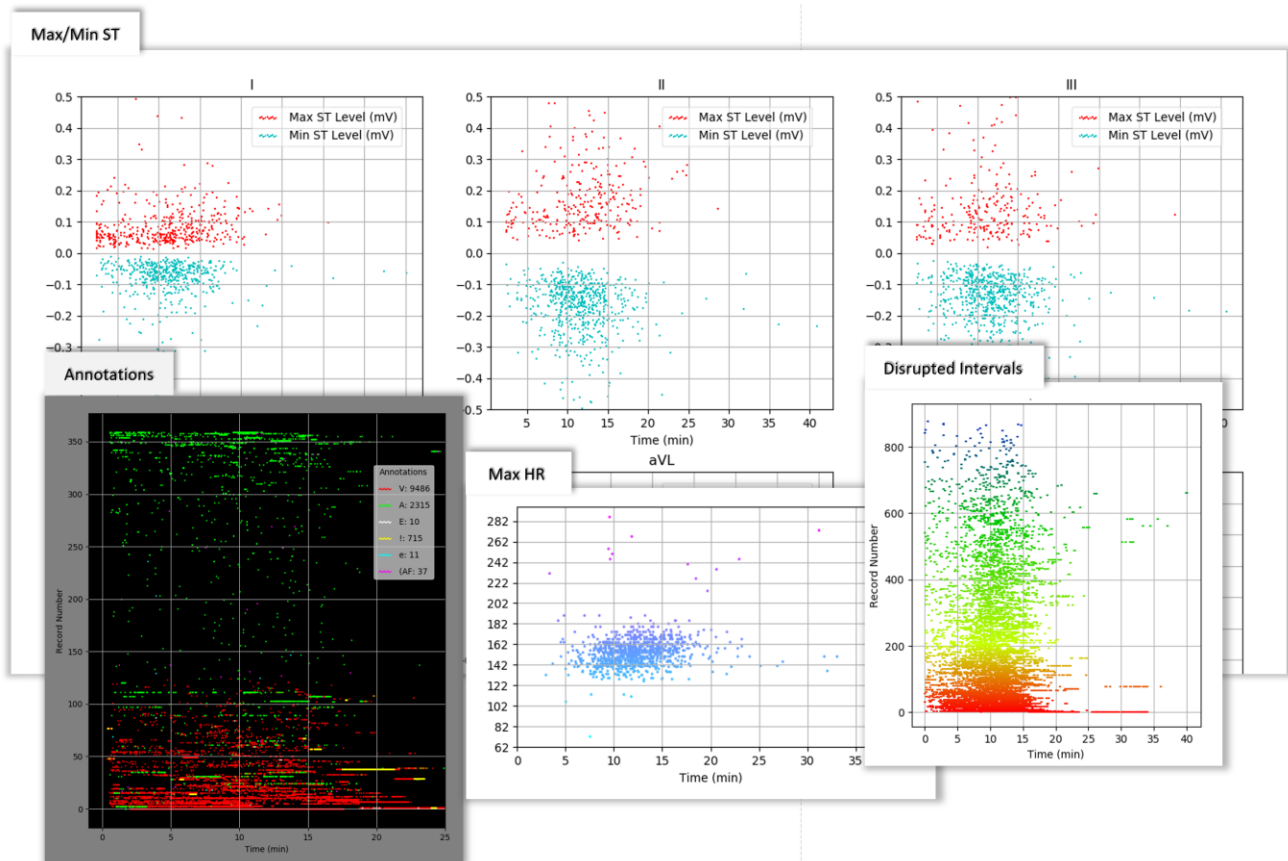 Max/Min ST
I
II
III
0.5
0.4
0.3
0.2
0.1
0.0
−0.1
−0.2
−0.3
−0.4
−0.5
Max ST Level (mV)
Min ST Level (mV)
0.5
0.4
0.3
0.2
0.1
0.0
−0.1
−0.2
−0.3
−0.4
−0.5
Max ST Level (mV)
Min ST Level (mV)
5 10 15 20 25 30 35 40
Time (min)
0.5
0.4
0.3
0.2
0.1
0.0
−0.1
−0.2
Max ST Level (mV)
Min ST Level (mV)
aVL
Annotations
350
300
250
200
150
100
50
0
Record Number
Annotations
V: 9486
A: 2315
E: 10
!: 715
e: 11
(AF: 37
0 5 10 15 20 25
Time (min)
Max HR
282
262
242
222
202
182
162
142
122
102
82
62
0 5 10 15 20 25 30 35
Time (min)
Disrupted Intervals
800
600
400
200
0
Record Number
0 5 10 15 20 25 30 35 40
Time (min)